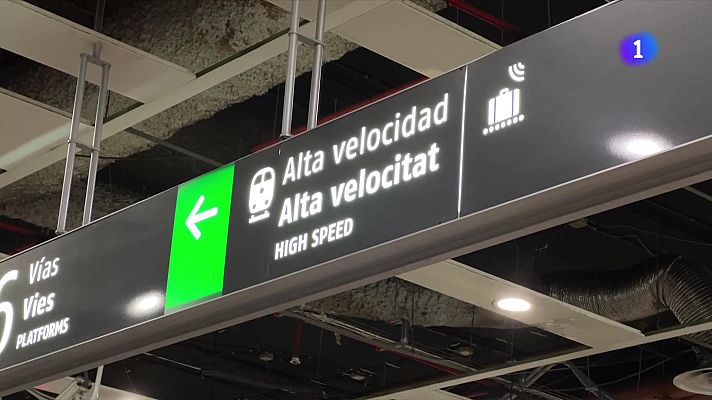 6 Vías
Vies
PLATFORMS
Alta velocidad
Alta velocitat
HIGH SPEED
1